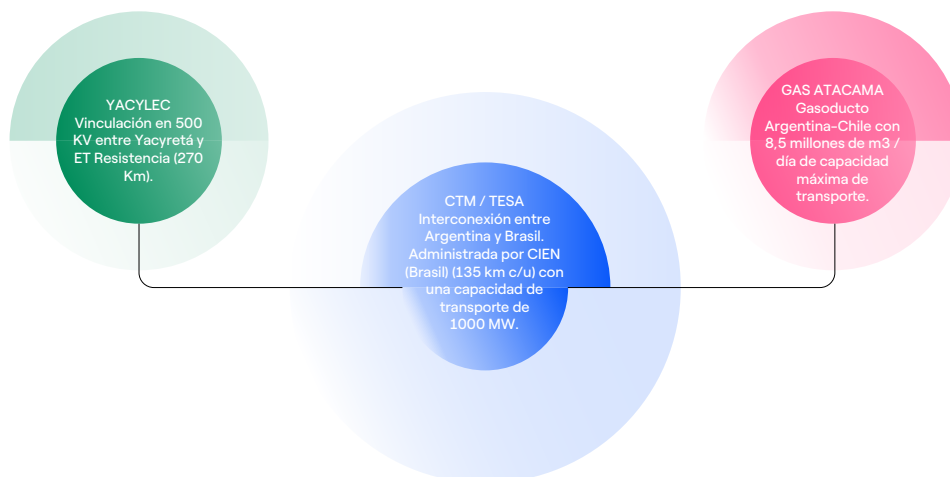 YACYLEC
Vinculación en 500
KV entre Yacyretá y
ET Resistencia (270
Km).
CTM / TESA
Interconexión entre
Argentina y Brasil.
Administrada por CIEN
(Brasil) (135 km c/u) con
una capacidad de
transporte de
1000 MW.
GAS ATACAMA
Gasoducto
Argentina-Chile con
8,5 millones de m3 /
día de capacidad
máxima de
transporte.